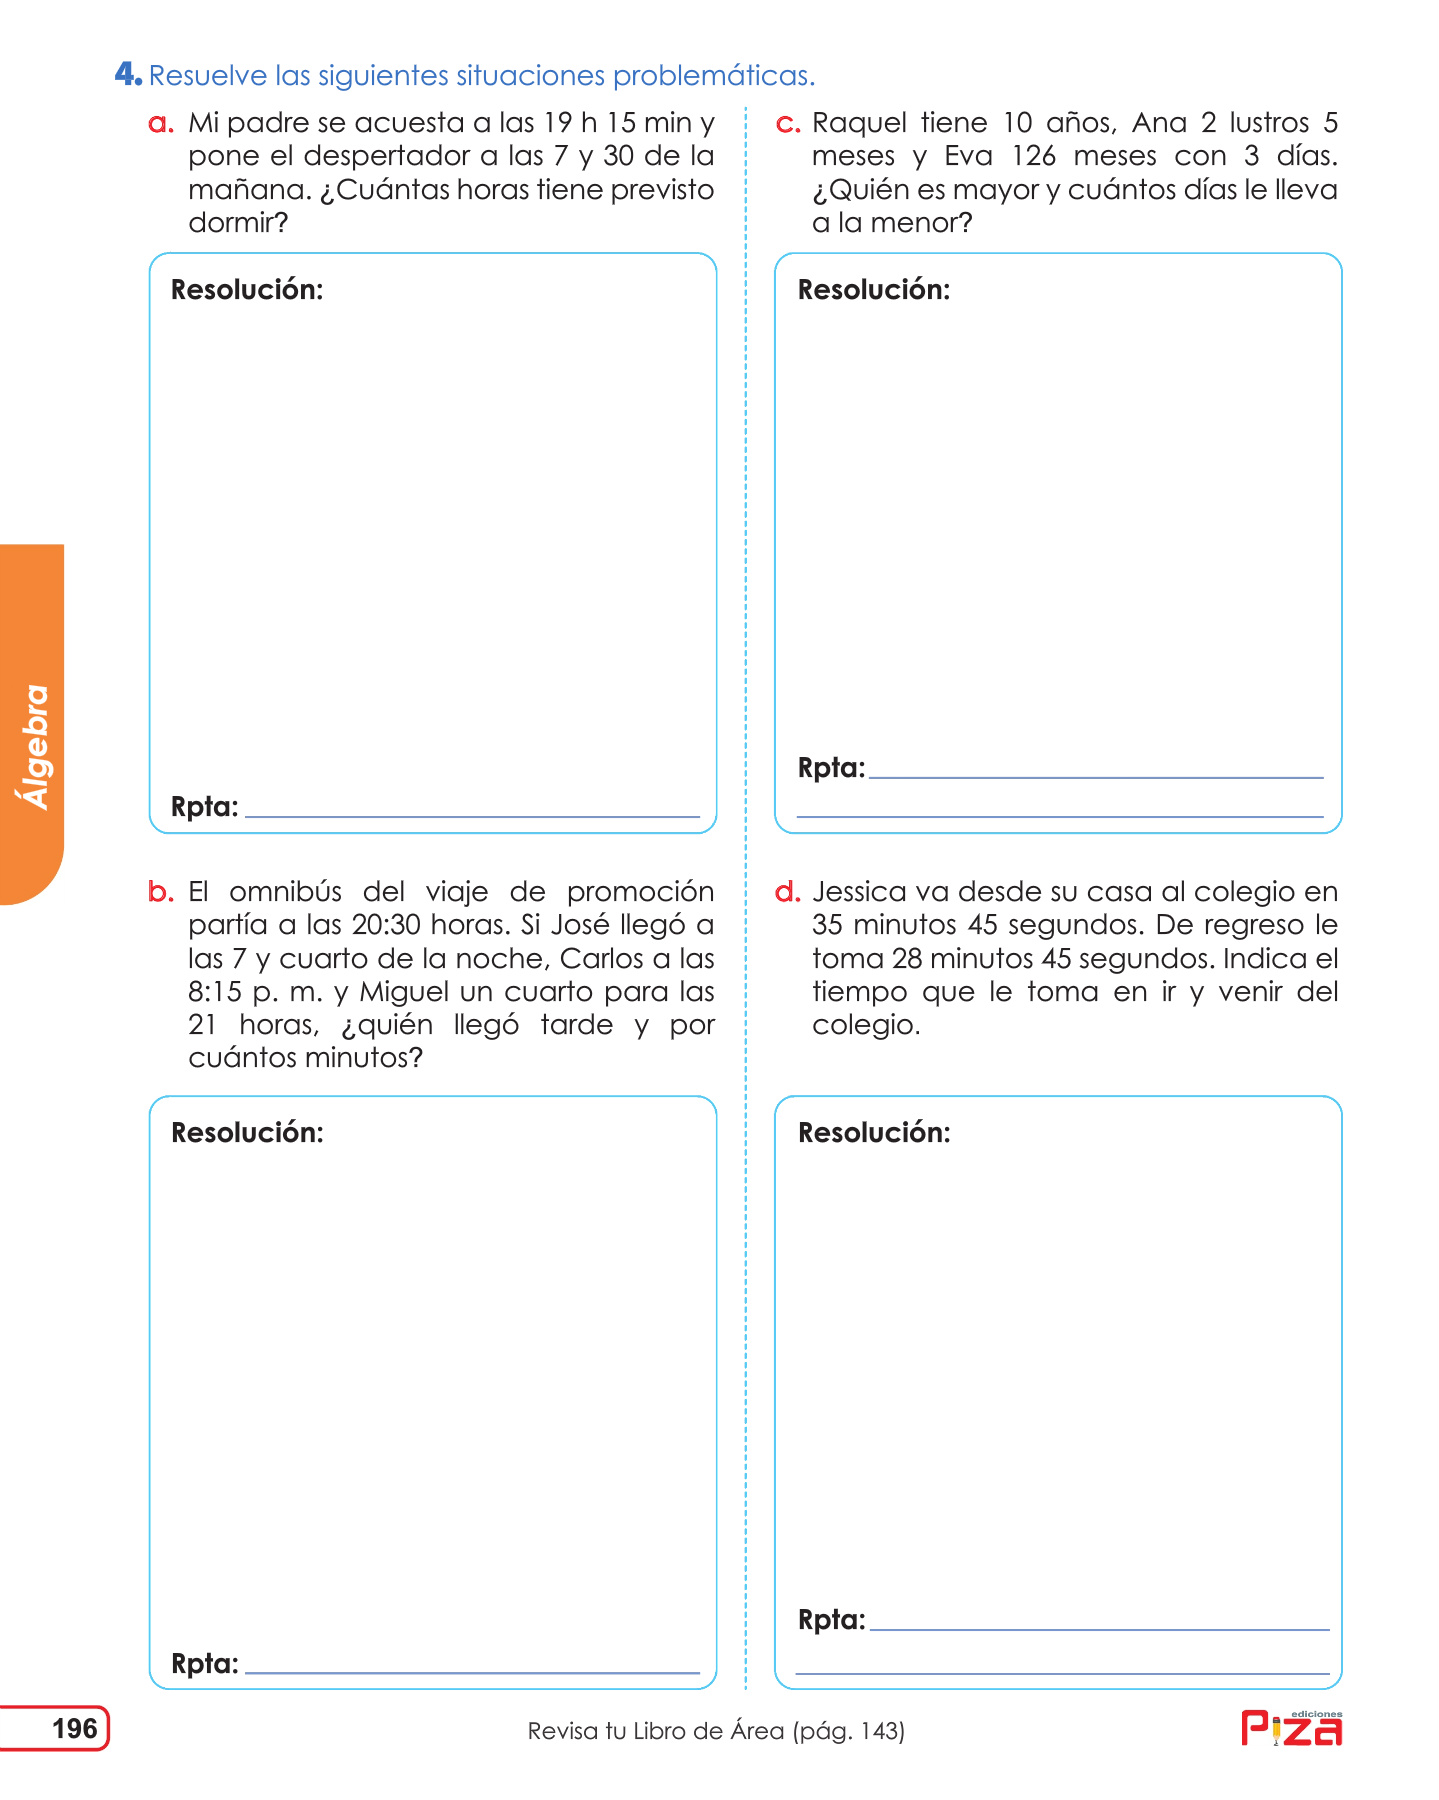 4. Resuelve las siguientes situaciones problemáticas.
a. Mi padre se acuesta a las 19 h 15 min y
pone el despertador a las 7 y 30 de la
mañana. ¿Cuántas horas tiene previsto
dormir?
Resolución:
Rpta:
b. El omnibús del viaje de promoción
partía a las 20:30 horas. Si José llegó a
las 7 y cuarto de la noche, Carlos a las
8:15 p. m. y Miguel un cuarto para las
21 horas, ¿quién llegó tarde y por
cuántos minutos?
Resolución:
Rpta:
c. Raquel tiene 10 años, Ana 2 lustros 5
meses y Eva 126 meses con 3 días.
¿Quién es mayor y cuántos días le lleva
a la menor?
Resolución:
Rpta:
d. Jessica va desde su casa al colegio en
35 minutos 45 segundos. De regreso le
toma 28 minutos 45 segundos. Indica el
tiempo que le toma en ir y venir del
colegio.
Resolución:
Rpta:
Álgebra
196
Revisa tu Libro de Área (pág. 143)
ediciones
Piza